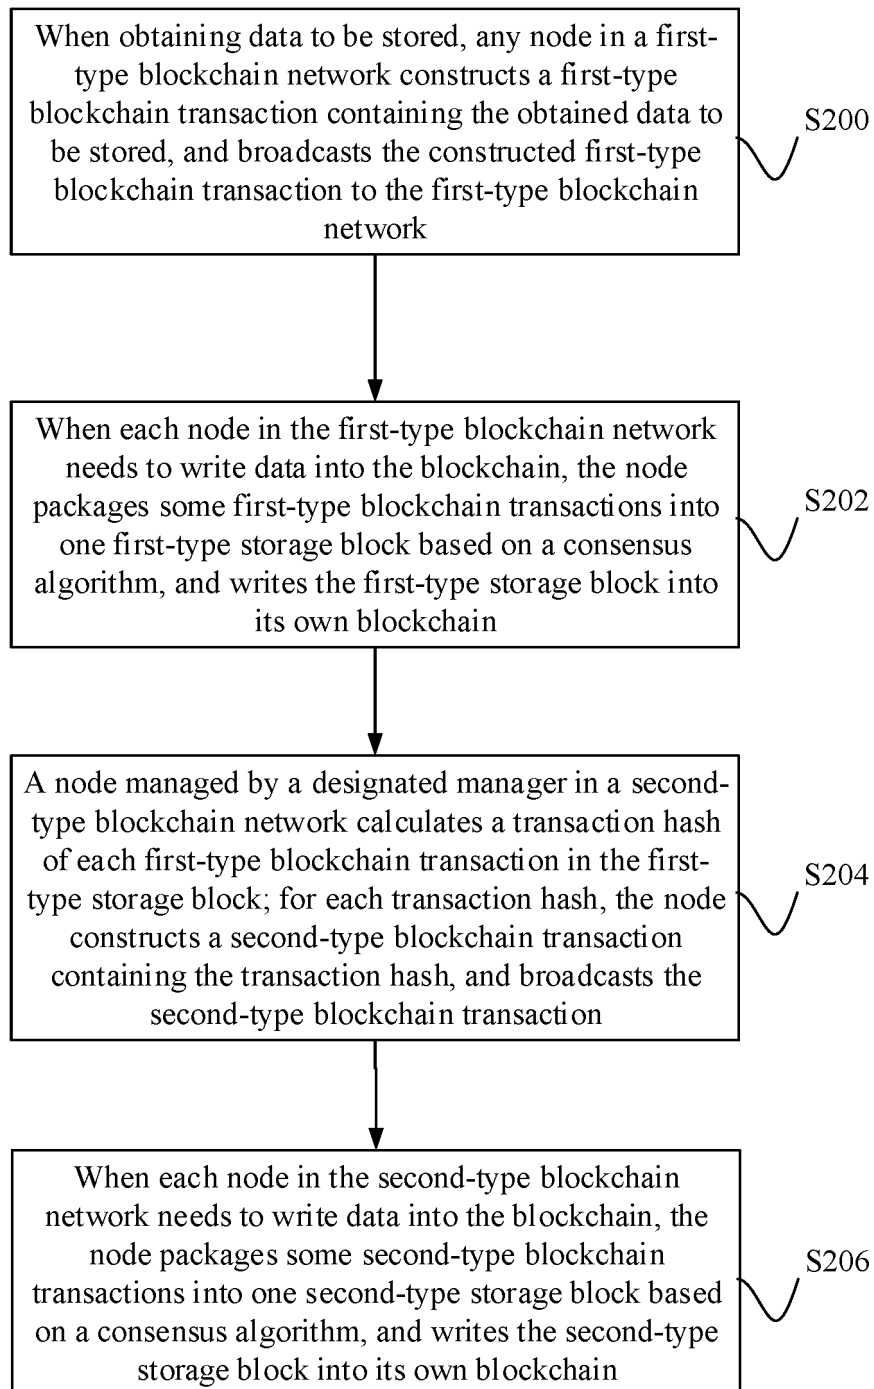 When obtaining data to be stored, any node in a first-
type blockchain network constructs a first-type
blockchain transaction containing the obtained data to
be stored, and broadcasts the constructed first-type
blockchain transaction to the first-type blockchain
network
S200
When each node in the first-type blockchain network
needs to write data into the blockchain, the node
packages some first-type blockchain transactions into
one first-type storage block based on a consensus
algorithm, and writes the first-type storage block into
its own blockchain
S202
A node managed by a designated manager in a second-
type blockchain network calculates a transaction hash
of each first-type blockchain transaction in the first-
type storage block; for each transaction hash, the node
constructs a second-type blockchain transaction
containing the transaction hash, and broadcasts the
second-type blockchain transaction
S204
When each node in the second-type blockchain
network needs to write data into the blockchain, the
node packages some second-type blockchain
transactions into one second-type storage block based
on a consensus algorithm, and writes the second-type
storage block into its own blockchain
S206